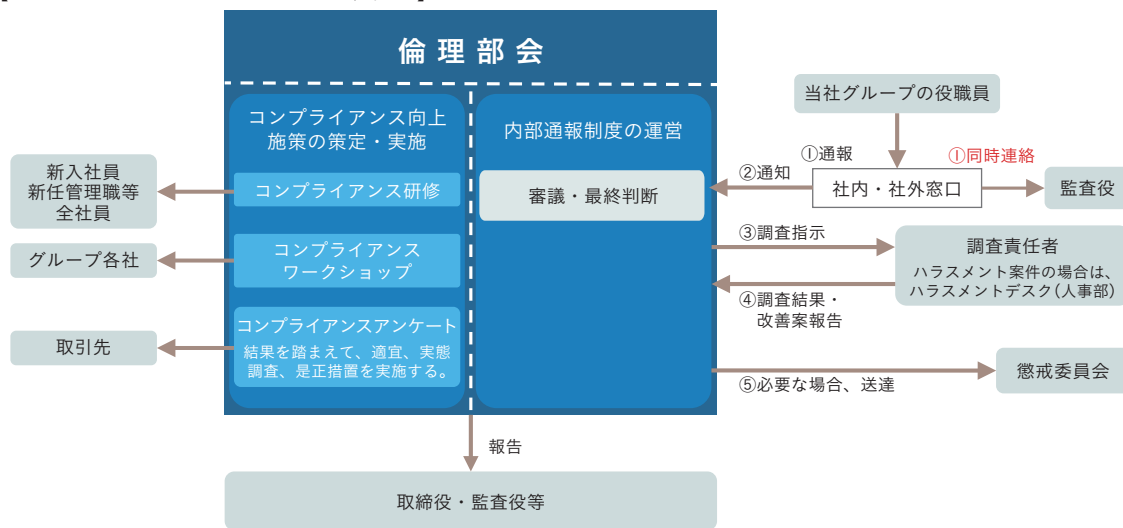 倫理部会
コンプライアンス向上
施策の策定・実施
コンプライアンス研修
コンプライアンス
ワークショップ
コンプライアンスアンケート
結果を踏まえて、適宜、実態
調査、是正措置を実施する。
内部通報制度の運営
審議・最終判断
新入社員
新任管理職等
全社員
グループ各社
取引先
当社グループの役職員
①通報
①同時連絡
②通知
社内・社外窓口
監査役
③調査指示
調査責任者
ハラスメント案件の場合は、
ハラスメントデスク(人事部)
④調査結果・
改善案報告
⑤必要な場合、送達
懲戒委員会
報告
取締役・監査役等